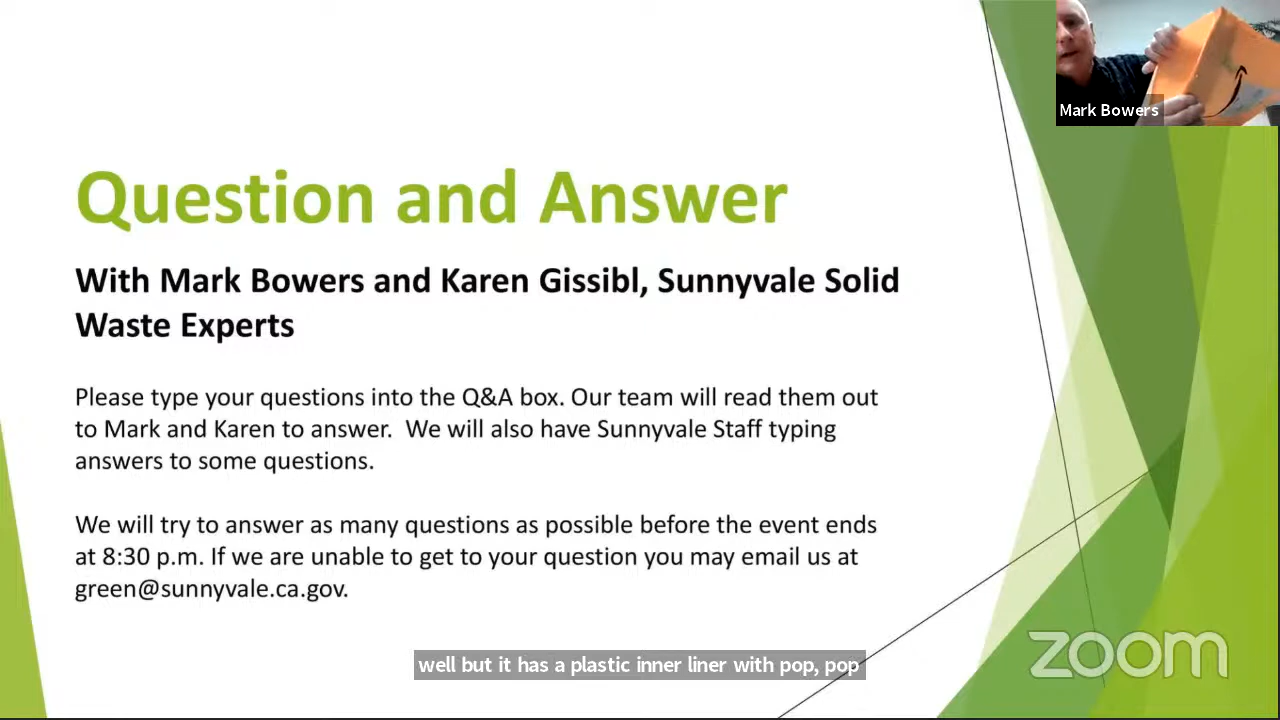 Mark Bowers
Question and Answer
With Mark Bowers and Karen Gissibl, Sunnyvale Solid
Waste Experts
Please type your questions into the Q&A box. Our team will read them out
to Mark and Karen to answer.  We will also have Sunnyvale Staff typing
answers to some questions.
We will try to answer as many questions as possible before the event ends
at 8:30 p.m. If we are unable to get to your question you may email us at
green@sunnyvale.ca.gov.
well but it has a plastic inner liner with pop, pop
zoom